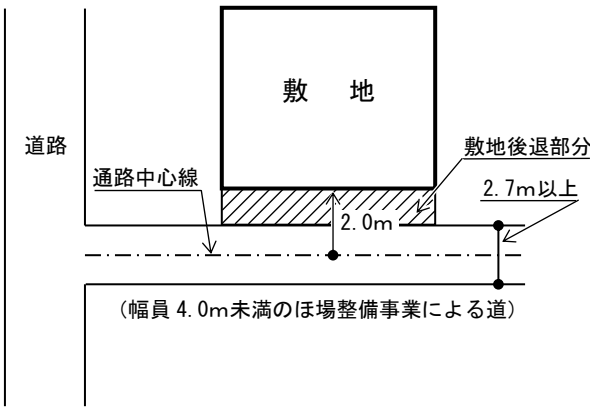 敷　地
道路
敷地後退部分
通路中心線
2.7m以上
2.0m
（幅員4.0m未満のほ場整備事業による道）